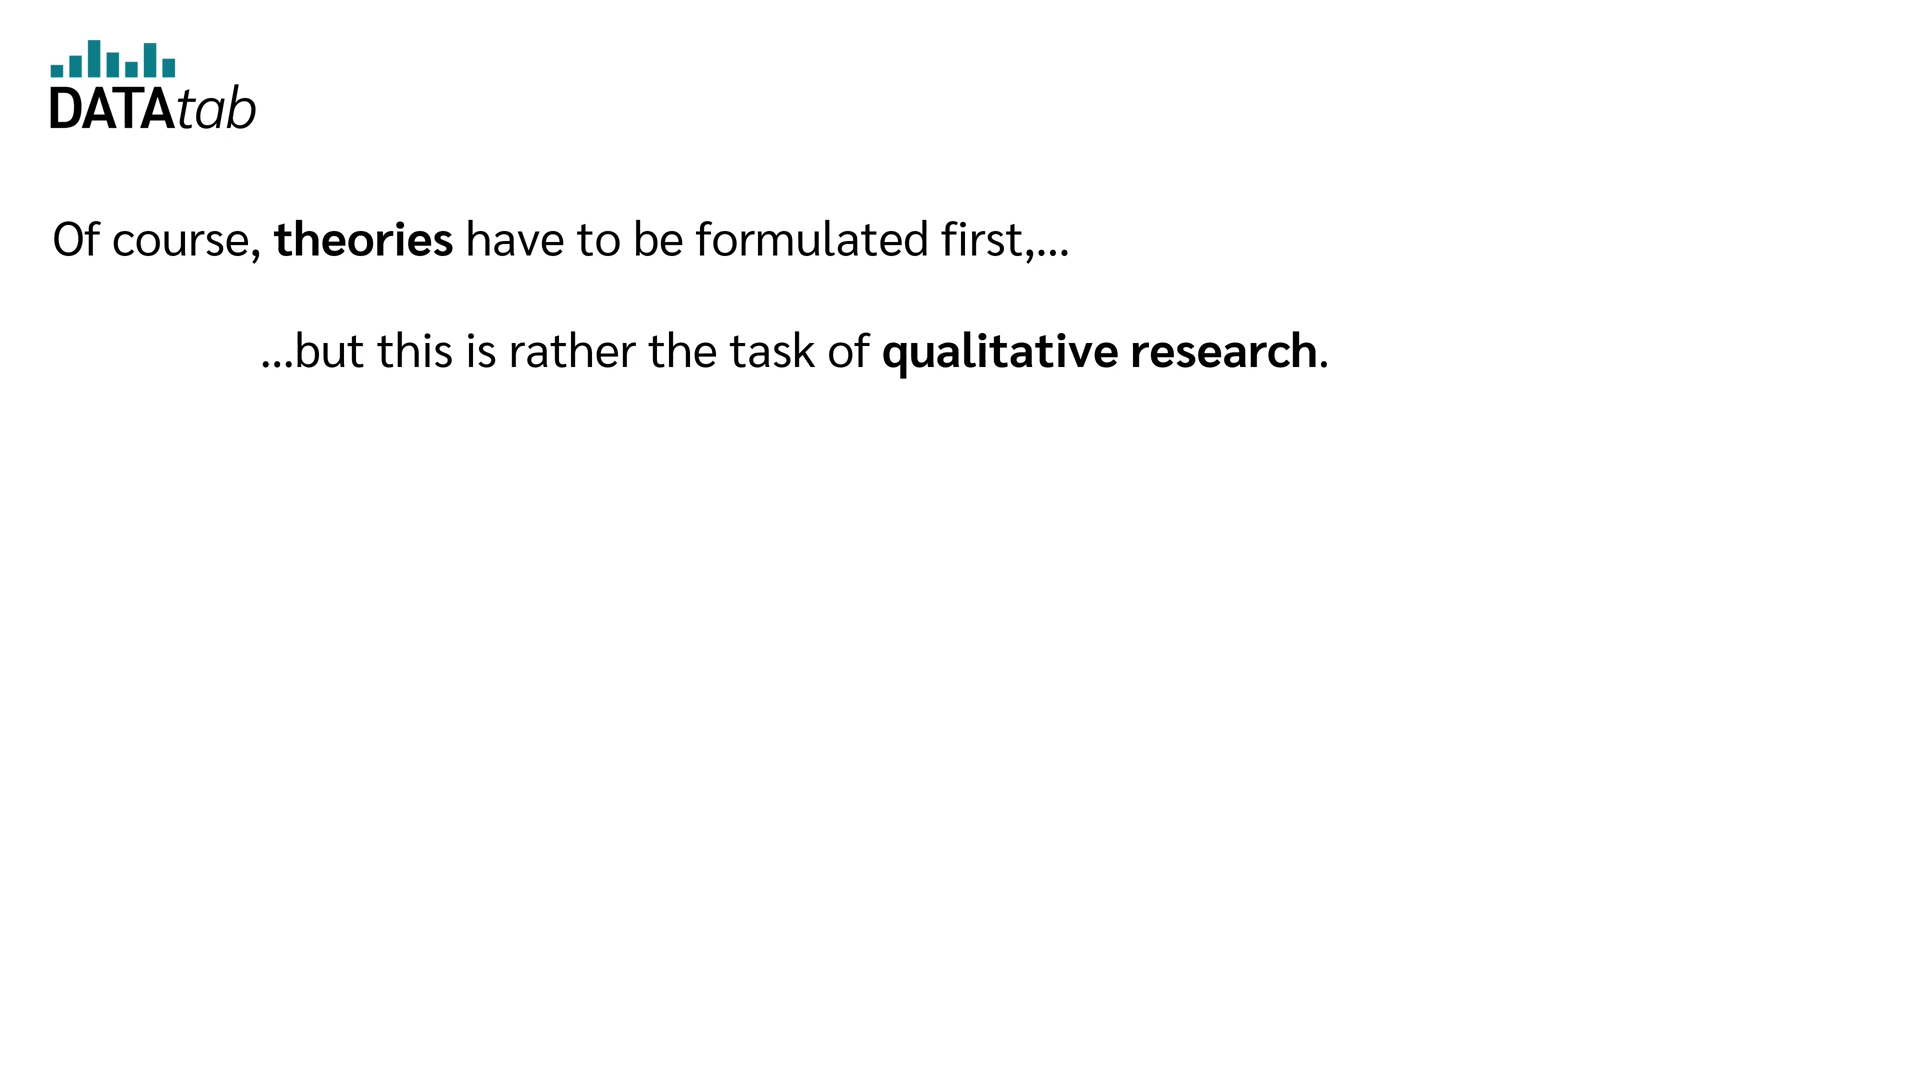 DATAtab
Of course, theories have to be formulated first,...
...but this is rather the task of qualitative research.